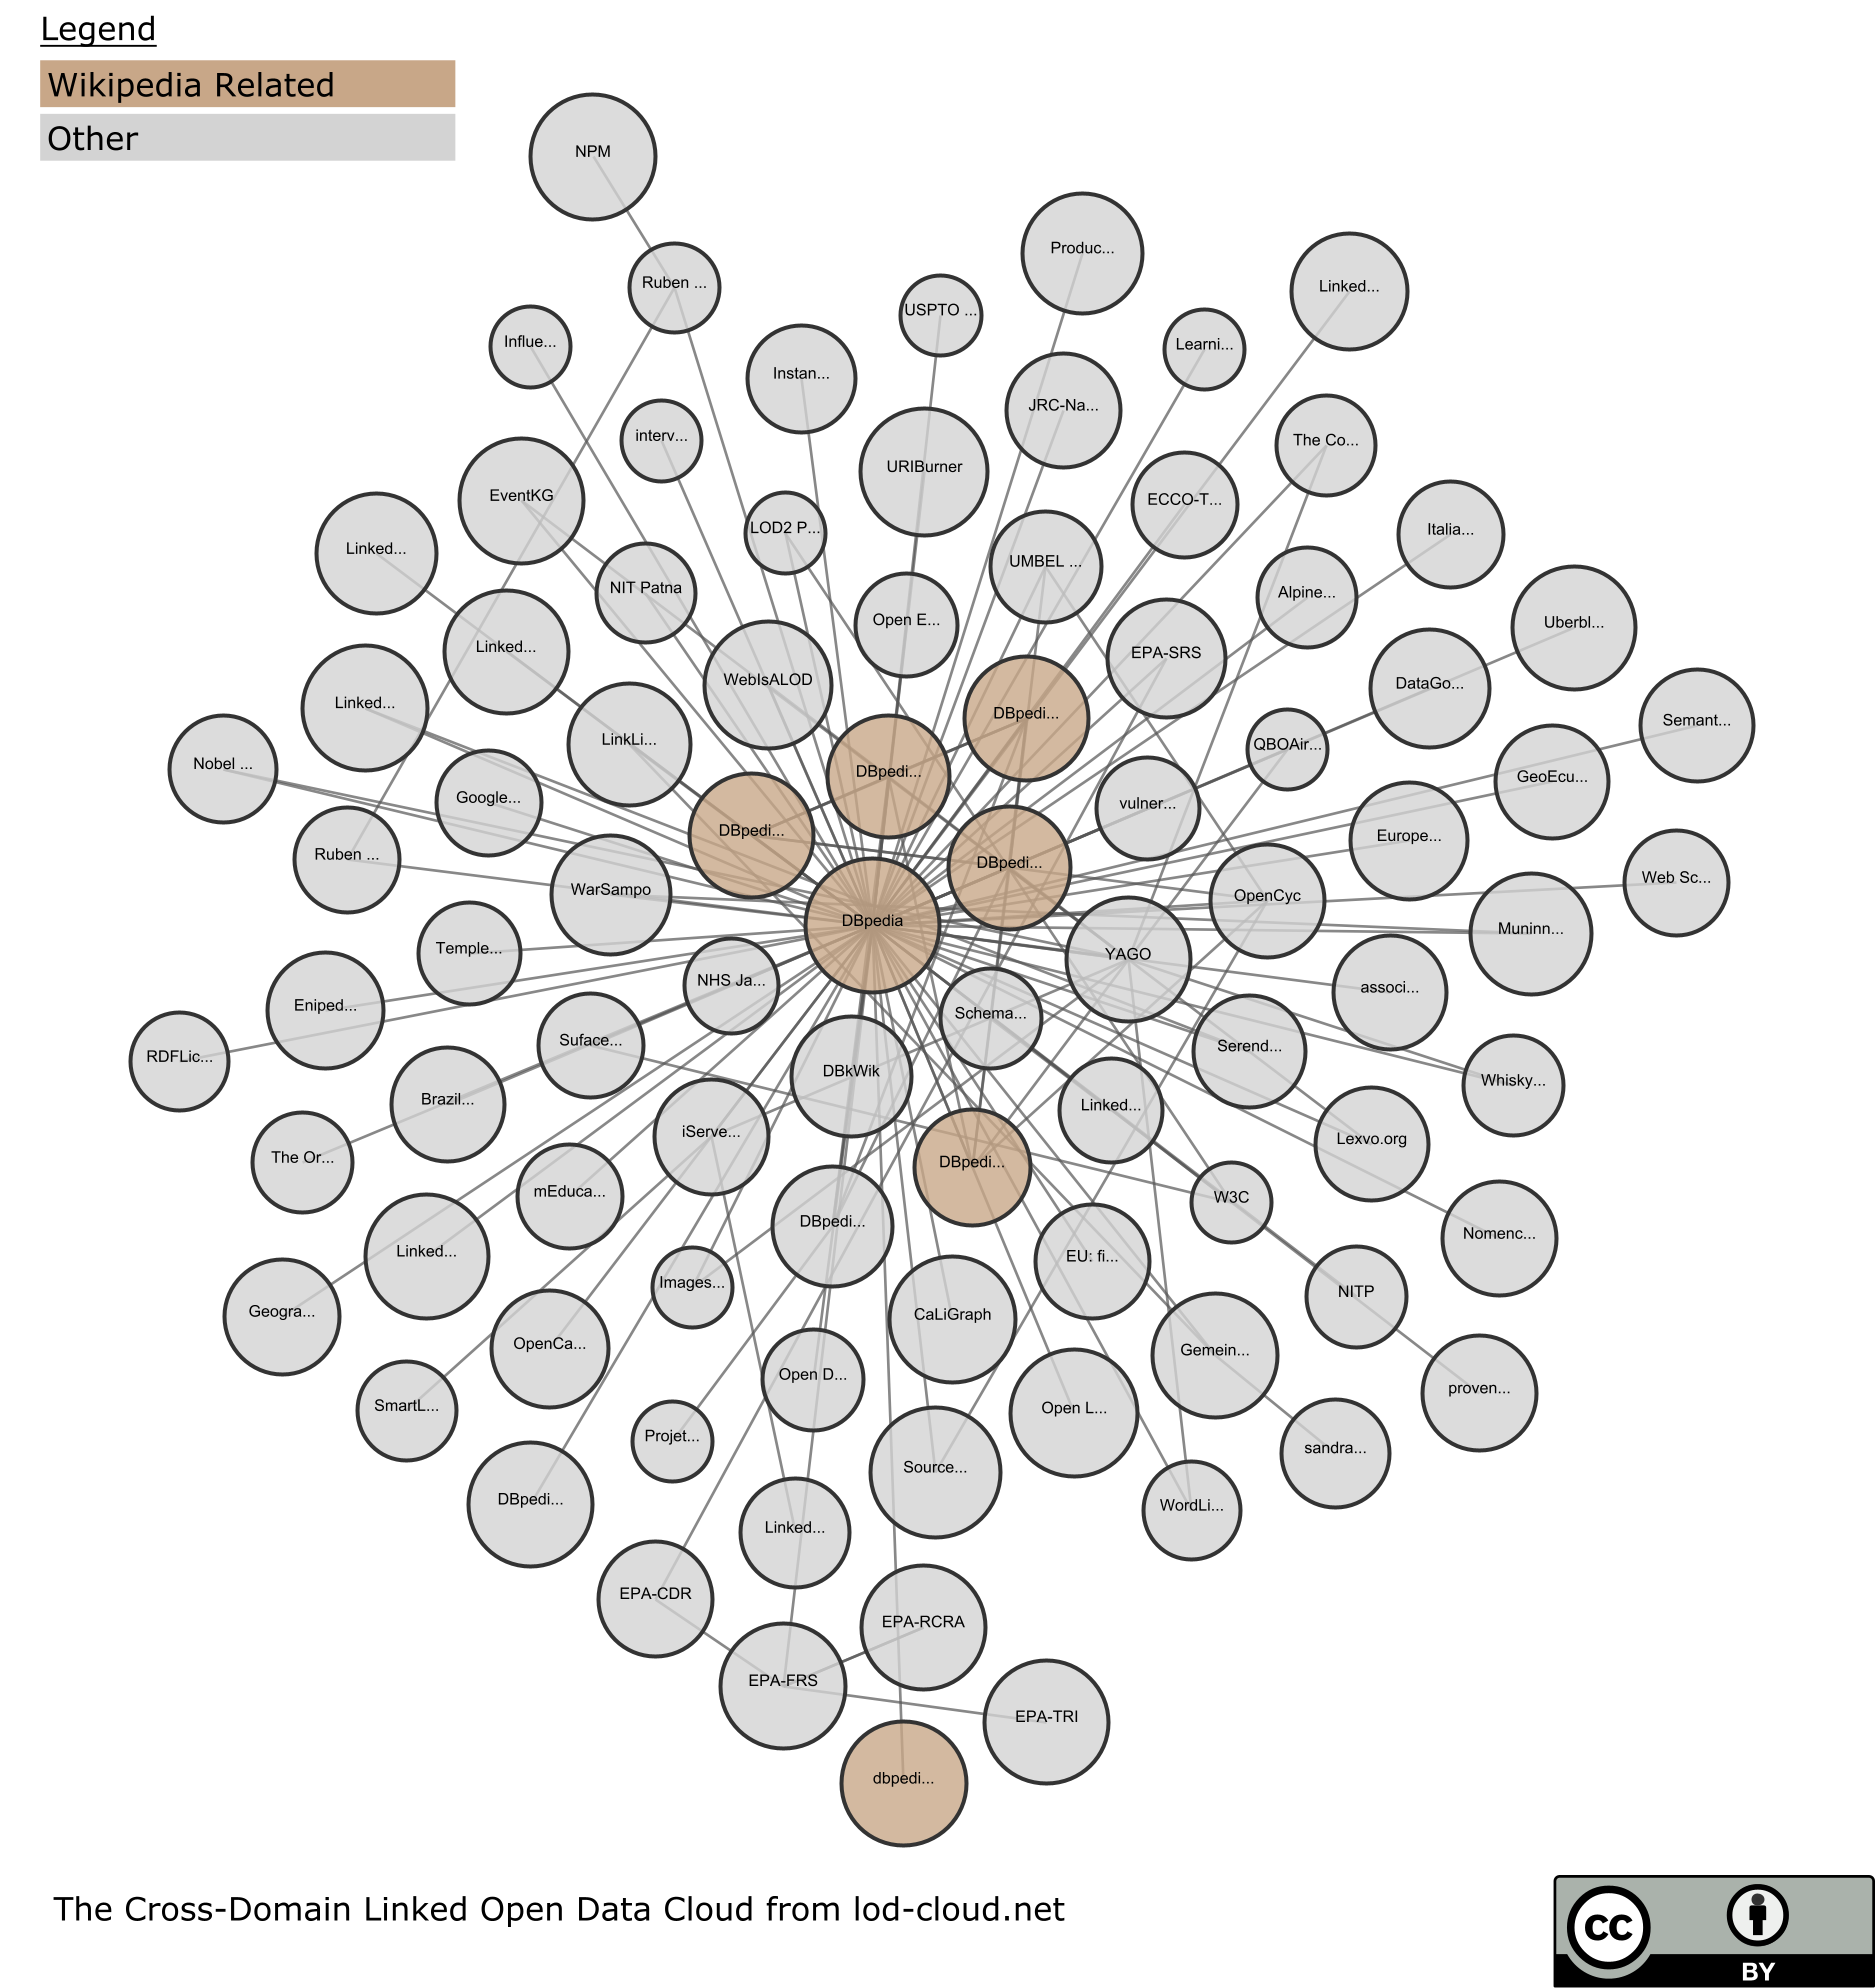 Legend
Wikipedia Related
Other
NPM
Produc...
Ruben ...
Linked...
USPTO ...
Influe...
Learni...
Instan...
JRC-Na...
interv...
The Co...
URIBurner
EventKG
ECCO-T...
LOD2 P...
Italia...
Linked...
UMBEL ...
NIT Patna
Alpine...
Open E...
Uberbl...
Linked...
EPA-SRS
WebIsALOD
DataGo...
Linked...
DBpedi...
Semant...
LinkLi...
QBOAir...
Nobel ...
DBpedi...
GeoEcu...
Google...
vulner...
DBpedi...
Europe...
Ruben ...
DBpedi...
Web Sc...
WarSampo
OpenCyc
DBpedia
Muninn...
Temple...
YAGO
NHS Ja...
associ...
Eniped...
Schema...
Suface...
Serend...
RDFLic...
DBkWik
Whisky...
Brazil...
Linked...
iServe...
Lexvo.org
The Or...
DBpedi...
mEduca...
W3C
DBpedi...
Nomenc...
Linked...
EU: fi...
Images...
NITP
Geogra...
CaLiGraph
OpenCa...
Gemein...
Open D...
proven...
SmartL...
Open L...
Projet...
sandra...
Source...
DBpedi...
WordLi...
Linked...
EPA-CDR
EPA-RCRA
EPA-FRS
EPA-TRI
dbpedi...
The Cross-Domain Linked Open Data Cloud from lod-cloud.net
cc
BY